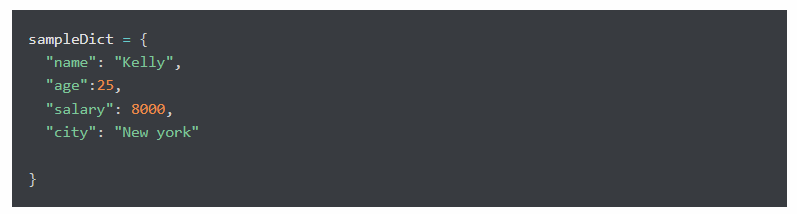 sampleDict = {
  "name": "Kelly",
  "age":25,
  "salary": 8000,
  "city": "New york"

}